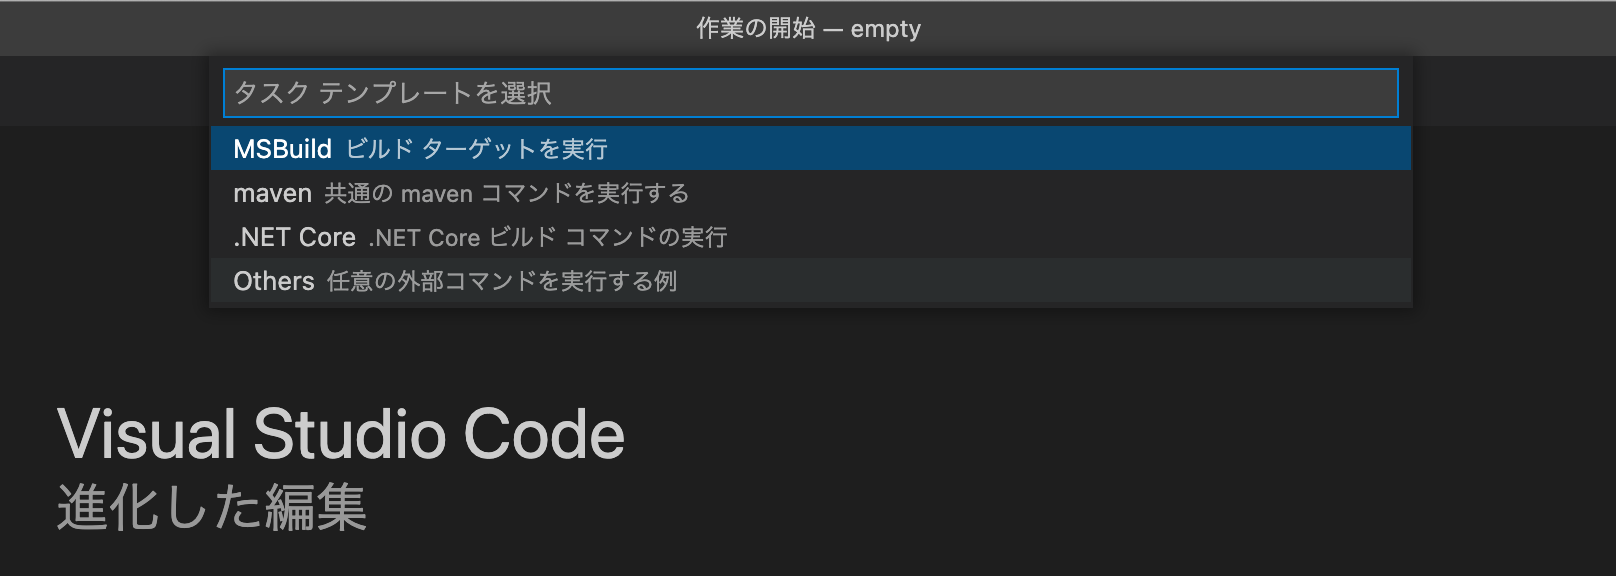 作業の開始 — empty
タスク テンプレートを選択
MSBuild ビルド ターゲットを実行
maven 共通の maven コマンドを実行する
.NET Core .NET Core ビルド コマンドの実行
Others 任意の外部コマンドを実行する例
Visual Studio Code
進化した編集